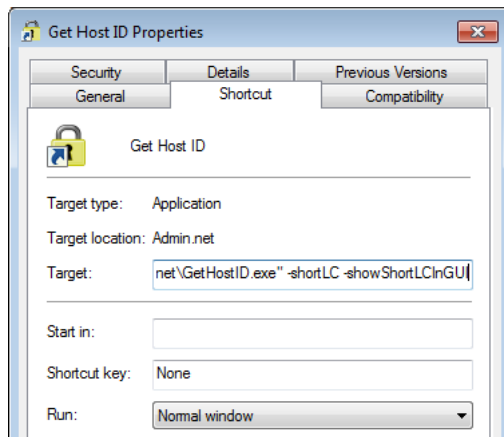 Get Host ID Properties
Security Details Previous Versions
General Shortcut Compatibility
Get Host ID
Target type: Application
Target location: Admin.net
Target: net\GetHostID.exe" -shortLC -showShortLCInGUI
Start in:
Shortcut key: None
Run: Normal window